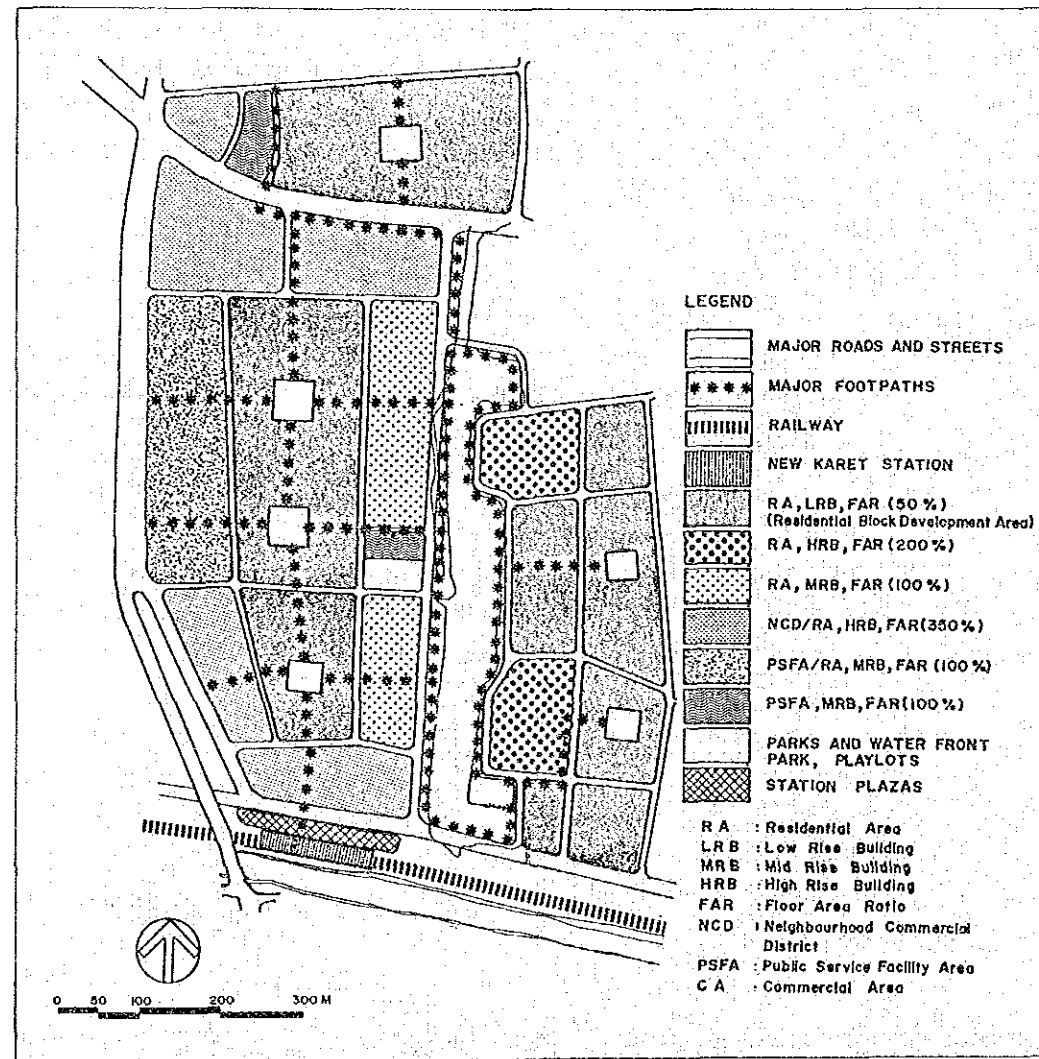 LEGEND
MAJOR ROADS AND STREETS
MAJOR FOOTPATHS
RAILWAY
NEW KARET STATION
RA, LRB, FAR (50%)
(Residential Block Development Area)
RA, HRB, FAR (200%)
RA, MRB, FAR (100%)
NCD/RA, HRB, FAR (350%)
PSFA/RA, MRB, FAR (100%)
PSFA, MRB, FAR (100%)
PARKS AND WATER FRONT
PARK, PLAYLOTS
STATION PLAZAS
RA : Residential Area
LRB : Low Rise Building
MRB : Mid Rise Building
HRB : High Rise Building
FAR : Floor Area Ratio
NCD : Neighbourhood Commercial
District
PSFA : Public Service Facility Area
CA : Commercial Area
0 50 100 200 300 M